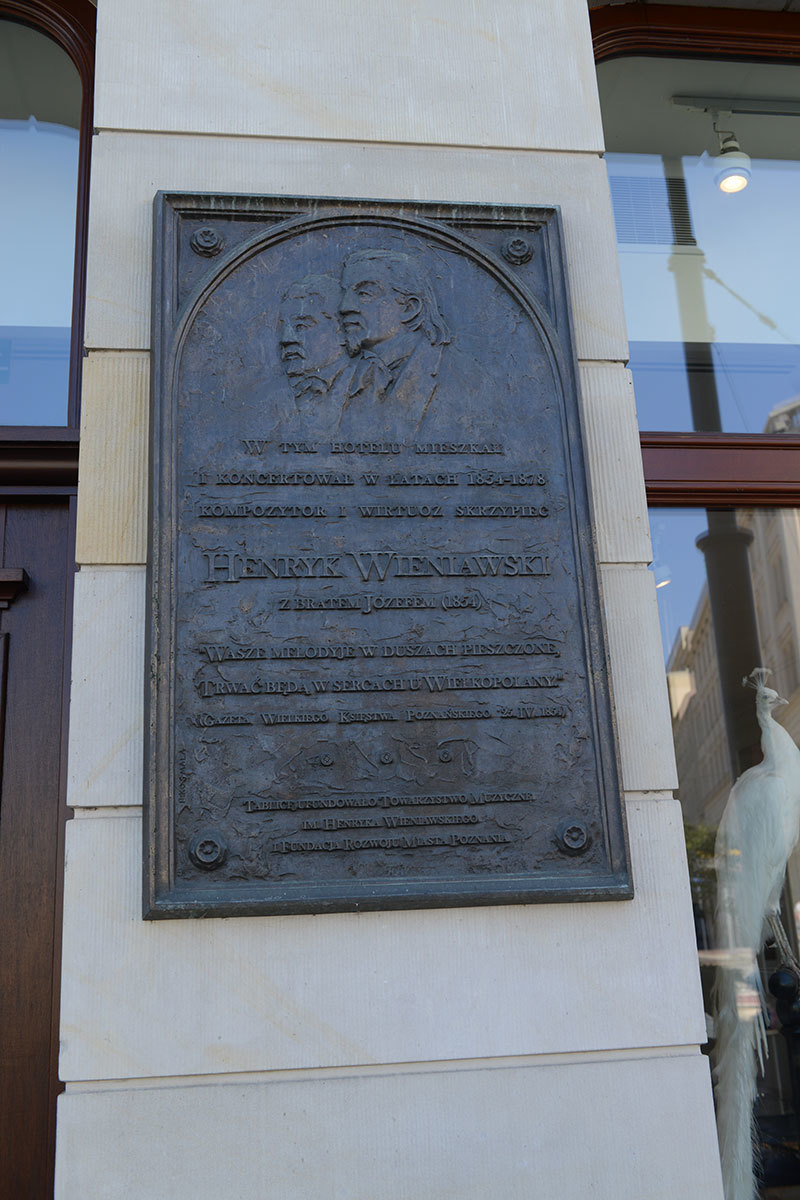 W TYM HOTELU MIESZKAŁ
I KONCERTOWAŁ W LATACH 1854-1878
KOMPOZYTOR I WIRTUOZ SKRZYPIEC
HENRYK WIENIAWSKI
Z BRATEM JÓZEFEM (1854)
"WASZE MELODYJE W DUSZACH PIESZCZONE,
TRWAĆ BĘDĄ W SERCACH U WIELKOPOLANY"
(GAZETA WIELKIEGO KSIĘSTWA POZNAŃSKIEGO 25. IV. 1854)
TABLICĘ UFUNDOWAŁO TOWARZYSTWO MUZYCZNE
IM. HENRYKA WIENIAWSKIEGO
I FUNDACJA ROZWOJU MIASTA POZNANIA